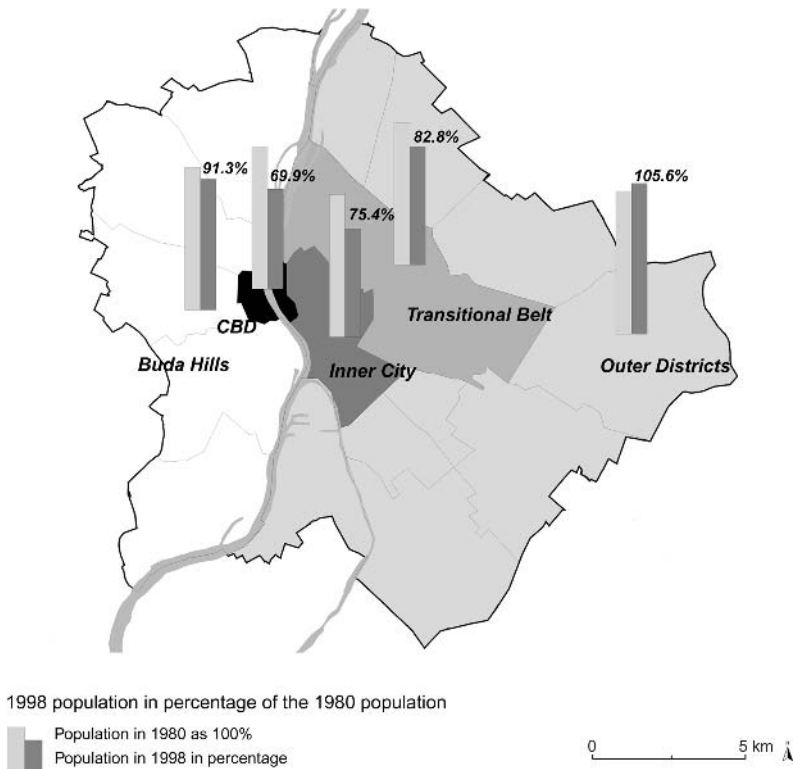 82.8%
91.3%
69.9%
105.6%
75.4%
Transitional Belt
CBD
Buda Hills
Inner City
Outer Districts
1998 population in percentage of the 1980 population
Population in 1980 as 100%
Population in 1998 in percentage
0 5 km